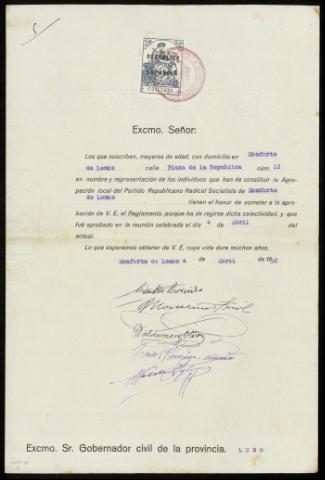 REPUBLICA
ESPAÑOLA
Excmo. Señor:
Los que suscriben, mayores de edad, con domicilio en Monforte
de Lemos calle Plaza de la República núm. 12
en nombre y representación de los individuos que han de constituir la Agru-
pación local del Partido Republicano Radical Socialista de Monforte
de Lemos tienen el honor de someter a la apro-
bación de V. E. el Reglamento porque ha de regirse dicha colectividad, y que
fué aprobado en la reunión celebrada el día 4 de Abril del
actual.
Lo que esperamos obtener de V. E. cuya vida dure muchos años.
Monforte de Lemos 4 de Abril de 193
Excmo. Sr. Gobernador civil de la provincia. LUGO